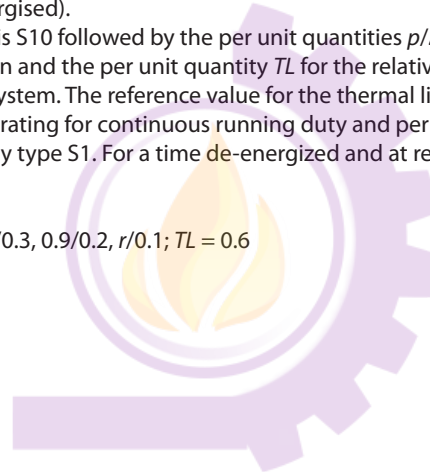 ergised).
is S10 followed by the per unit quantities p/
n and the per unit quantity TL for the relativ
ystem. The reference value for the thermal li
rating for continuous running duty and per
y type S1. For a time de-energized and at re
/0.3, 0.9/0.2, r/0.1; TL = 0.6